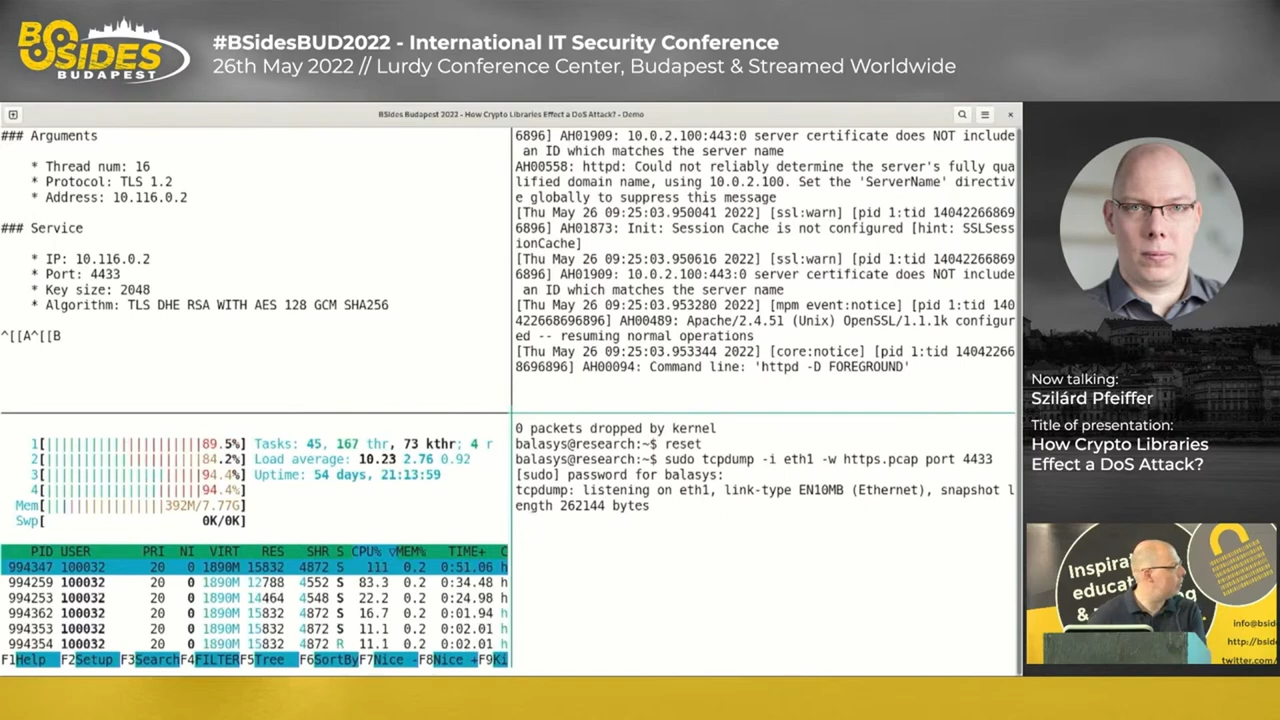 BSIDES
BUDAPEST
#BSidesBUD2022 - International IT Security Conference
26th May 2022 // Lurdy Conference Center, Budapest & Streamed Worldwide
BSides Budapest 2022 - How Crypto Libraries Effect a DoS Attack? - Demo
### Arguments
* Thread num: 16
* Protocol: TLS 1.2
* Address: 10.116.0.2
### Service
* IP: 10.116.0.2
* Port: 4433
* Key size: 2048
* Algorithm: TLS DHE RSA WITH AES 128 GCM SHA256
^[[A^[[B
6896] AH01909: 10.0.2.100:443:0 server certificate does NOT include
an ID which matches the server name
AH00558: httpd: Could not reliably determine the server's fully qua
lified domain name, using 10.0.2.100. Set the 'ServerName' directiv
e globally to suppress this message
[Thu May 26 09:25:03.950041 2022] [ssl:warn] [pid 1:tid 14042266869
6896] AH01873: Init: Session Cache is not configured [hint: SSLSess
ionCache]
[Thu May 26 09:25:03.950616 2022] [ssl:warn] [pid 1:tid 14042266869
6896] AH01909: 10.0.2.100:443:0 server certificate does NOT include
an ID which matches the server name
[Thu May 26 09:25:03.953280 2022] [mpm event:notice] [pid 1:tid 140
422668696896] AH00489: Apache/2.4.51 (Unix) OpenSSL/1.1.1k configur
ed -- resuming normal operations
[Thu May 26 09:25:03.953344 2022] [core:notice] [pid 1:tid 14042266
8696896] AH00094: Command line: 'httpd -D FOREGROUND'
1[ 89.5%] Tasks: 45, 167 thr, 73 kthr; 4 r
2[ 84.2%] Load average: 10.23 2.76 0.92
3[ 94.4%] Uptime: 54 days, 21:13:59
4[ 94.4%]
Mem[ 392M/7.77G]
Swp[ 0K/0K]
PID USER PRI NI VIRT RES SHR S CPU% ▽MEM% TIME+ C
994347 100032 20 0 1890M 15832 4872 S 111 0.2 0:51.06 h
994259 100032 20 0 1890M 12788 4552 S 83.3 0.2 0:34.48 h
994253 100032 20 0 1890M 14464 4548 S 22.2 0.2 0:24.98 h
994362 100032 20 0 1890M 15832 4872 S 16.7 0.2 0:01.94 h
994353 100032 20 0 1890M 15832 4872 S 11.1 0.2 0:02.01 h
994354 100032 20 0 1890M 15832 4872 R 11.1 0.2 0:02.01 h
F1Help F2Setup F3SearchF4FILTERF5Tree F6SortByF7Nice -F8Nice +F9Ki
0 packets dropped by kernel
balasys@research:~$ reset
balasys@research:~$ sudo tcpdump -i eth1 -w https.pcap port 4433
[sudo] password for balasys:
tcpdump: listening on eth1, link-type EN10MB (Ethernet), snapshot l
ength 262144 bytes
Now talking:
Szilárd Pfeiffer
Title of presentation:
How Crypto Libraries
Effect a DoS Attack?
Inspira
educa
&
info@bside
http://bsid
twitter.com/